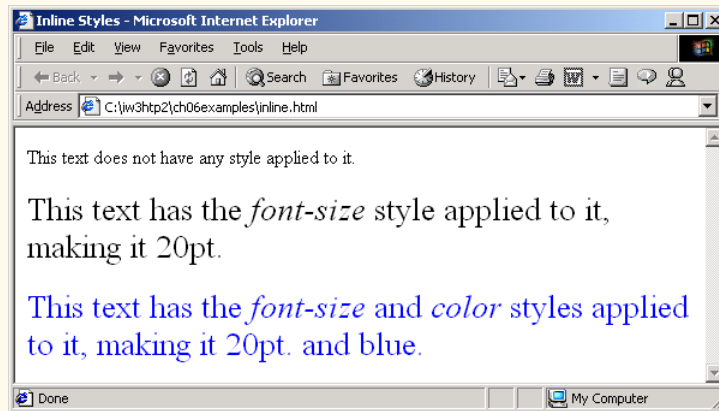 Inline Styles - Microsoft Internet Explorer
File Edit View Favorites Tools Help
Back Search Favorites History
Address C:\iw3htp2\ch06examples\inline.html
This text does not have any style applied to it.
This text has the font-size style applied to it,
making it 20pt.
This text has the font-size and color styles applied
to it, making it 20pt. and blue.
Done My Computer